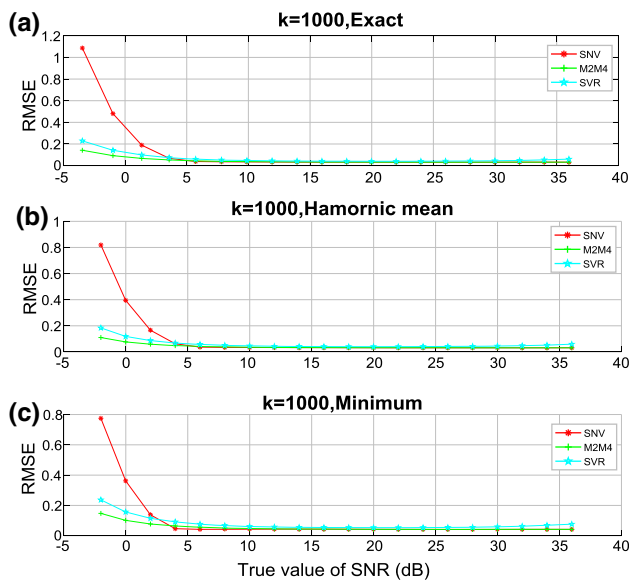 (a)
k=1000,Exact
RMSE
1.2
1
0.8
0.6
0.4
0.2
0
-5
0
5
10
15
20
25
30
35
40
SNV
M2M4
SVR
(b)
k=1000,Hamornic mean
RMSE
1
0.8
0.6
0.4
0.2
0
-5
0
5
10
15
20
25
30
35
40
SNV
M2M4
SVR
(c)
k=1000,Minimum
RMSE
0.8
0.6
0.4
0.2
0
-5
0
5
10
15
20
25
30
35
40
SNV
M2M4
SVR
True value of SNR (dB)